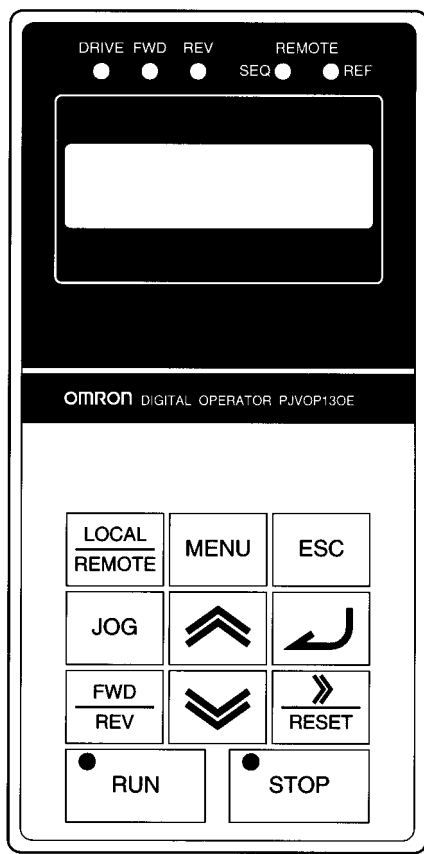 DRIVE FWD REV REMOTE
SEQ REF
OMRON DIGITAL OPERATOR PJVOP130E
LOCAL MENU ESC
REMOTE
JOG
FWD
REV RESET
RUN STOP